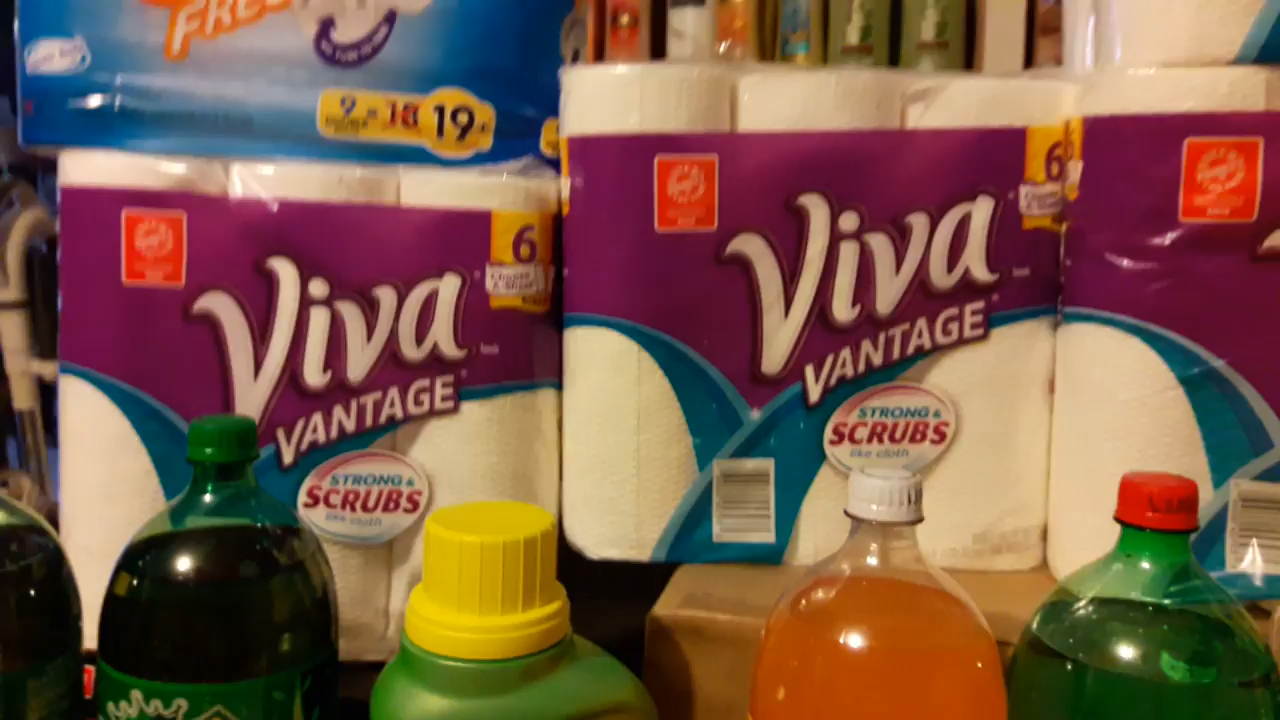 FREE
9 = 18 19
6
Choose
A-Sheet
Viva
VANTAGE
STRONG &
SCRUBS
like cloth
6
Viva
VANTAGE
STRONG &
SCRUBS
like cloth